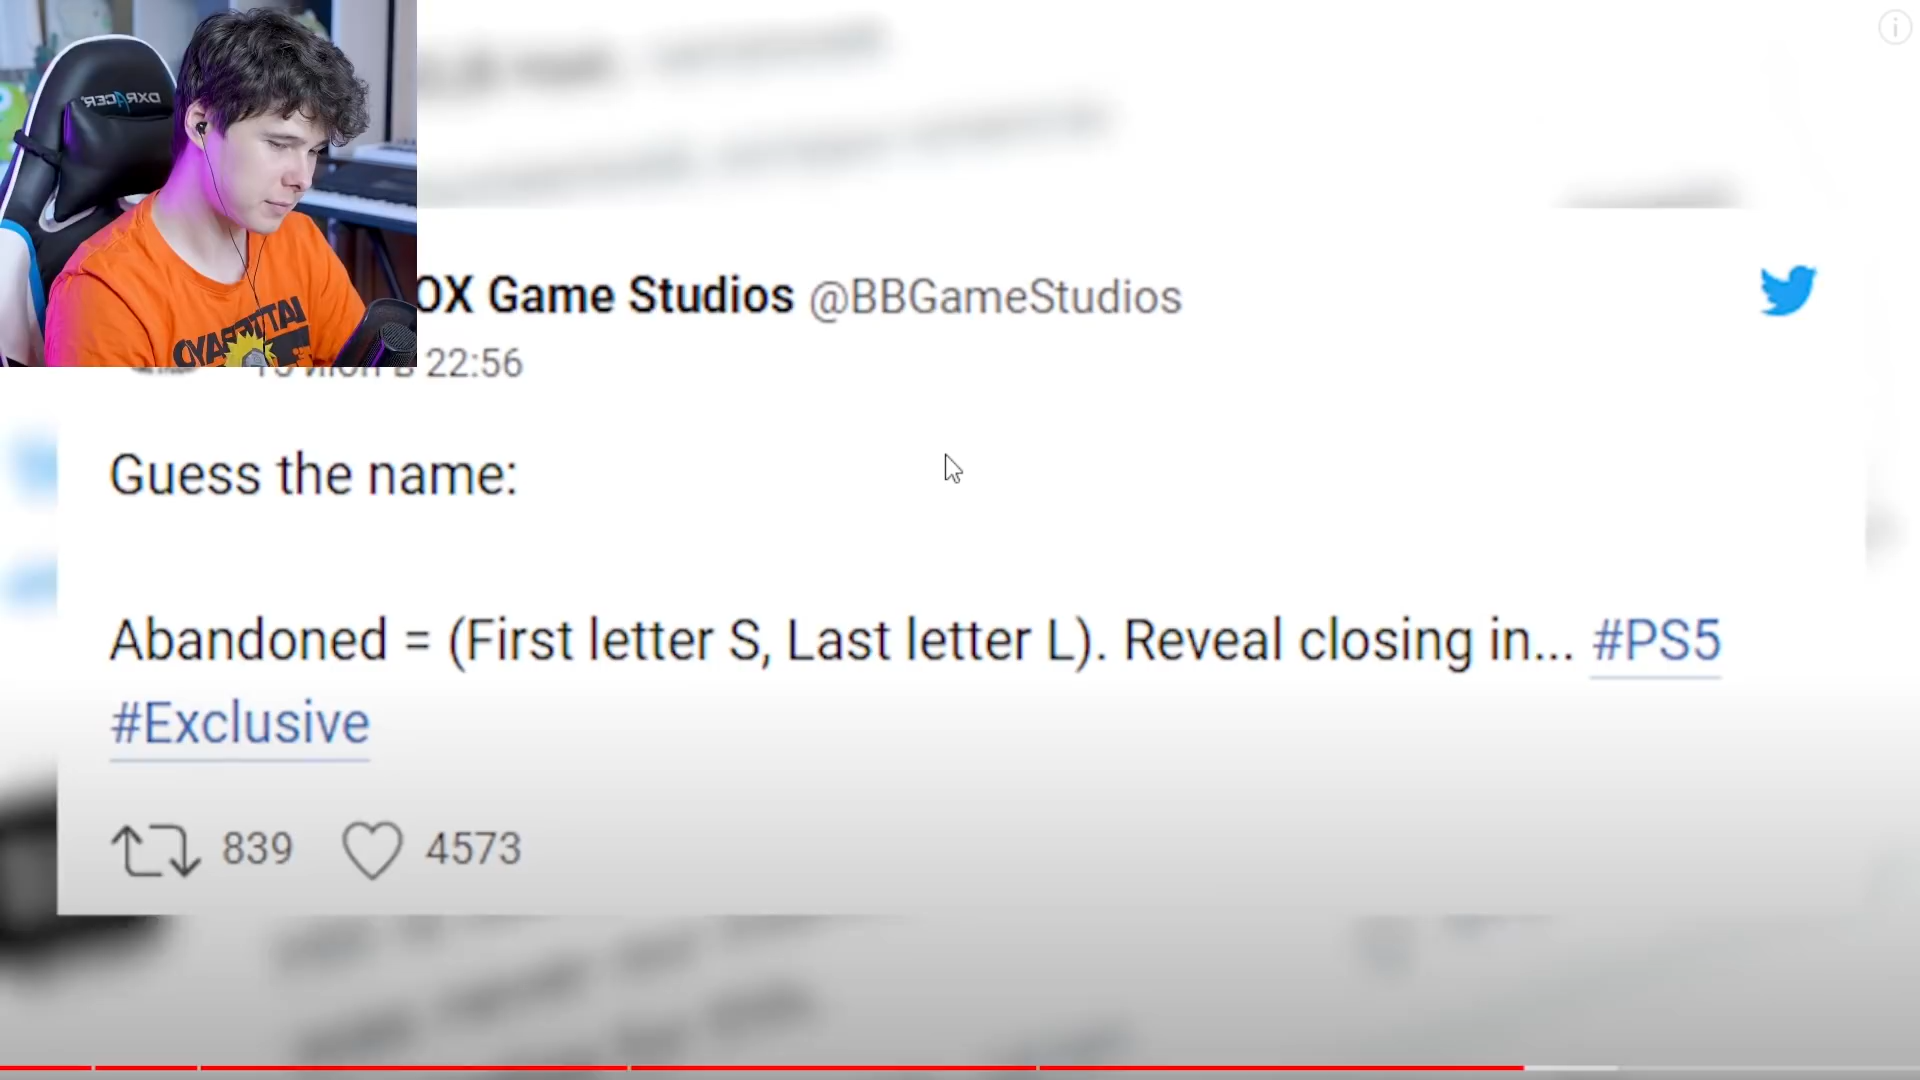 DXRACER
OX Game Studios @BBGameStudios
22:56
Guess the name:
Abandoned = (First letter S, Last letter L). Reveal closing in... #PS5
#Exclusive
839 4573